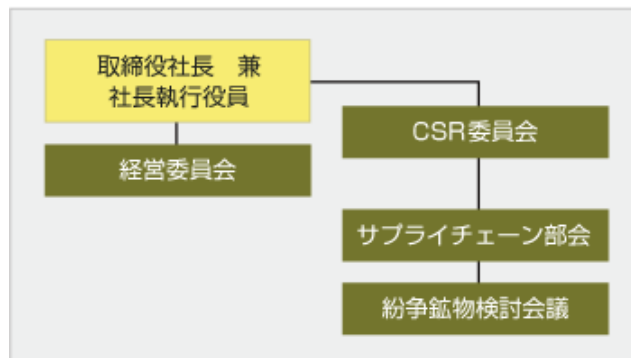 取締役社長　兼
社長執行役員
経営委員会
CSR委員会
サプライチェーン部会
紛争鉱物検討会議